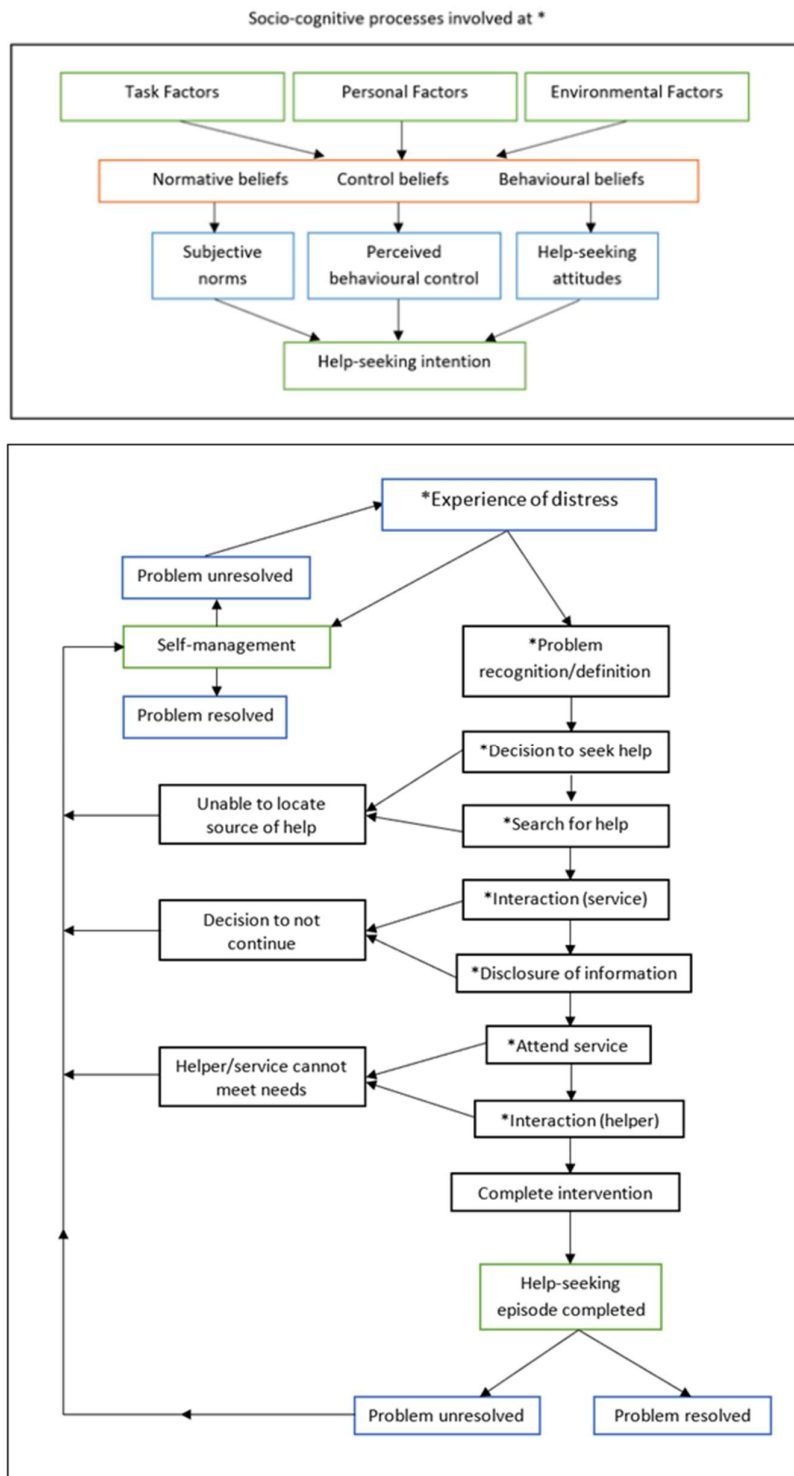 Socio-cognitive processes involved at *
Task Factors
Personal Factors
Environmental Factors
Normative beliefs
Control beliefs
Behavioural beliefs
Subjective
norms
Perceived
behavioural control
Help-seeking
attitudes
Help-seeking intention
*Experience of distress
Problem unresolved
Self-management
Problem resolved
*Problem
recognition/definition
*Decision to seek help
Unable to locate
source of help
*Search for help
*Interaction (service)
Decision to not
continue
*Disclosure of information
*Attend service
Helper/service cannot
meet needs
*Interaction (helper)
Complete intervention
Help-seeking
episode completed
Problem unresolved
Problem resolved